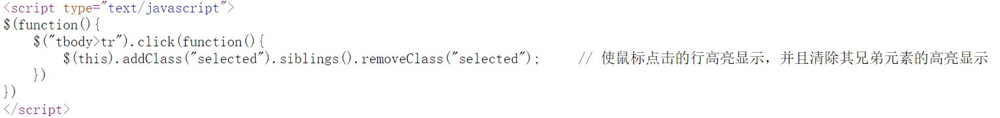 <script type="text/javascript">
$(function(){
    $("tbody>tr").click(function(){
        $(this).addClass("selected").siblings().removeClass("selected");     // 使鼠标点击的行高亮显示，并且清除其兄弟元素的高亮显示
    })
})
</script>